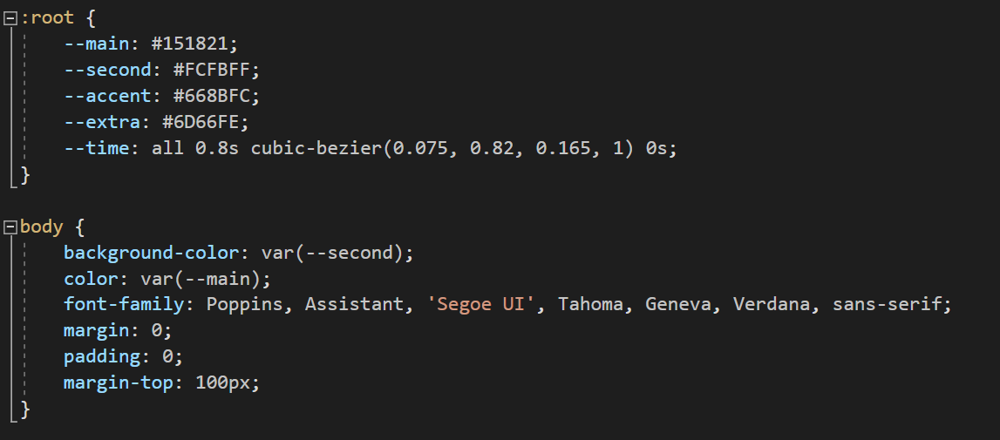 :root {
    --main: #151821;
    --second: #FCFBFF;
    --accent: #668BFC;
    --extra: #6D66FE;
    --time: all 0.8s cubic-bezier(0.075, 0.82, 0.165, 1) 0s;
}

body {
    background-color: var(--second);
    color: var(--main);
    font-family: Poppins, Assistant, 'Segoe UI', Tahoma, Geneva, Verdana, sans-serif;
    margin: 0;
    padding: 0;
    margin-top: 100px;
}